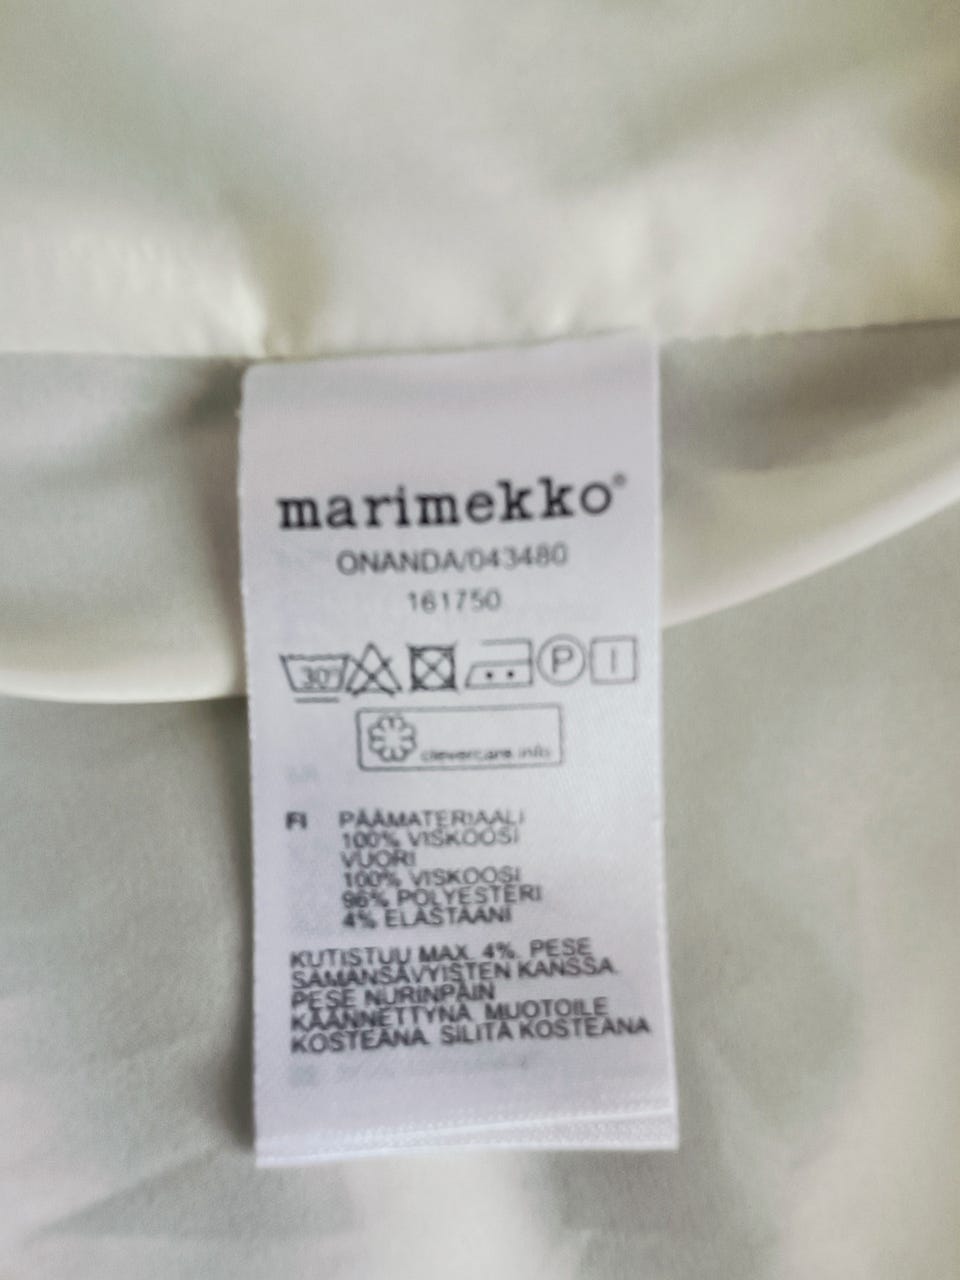 marimekko®
ONANDA/043480
161750
30°
P
I
clevercare.info
FI PÄÄMATERIAALI
100% VISKOOSI
VUORI
100% VISKOOSI
96% POLYESTERI
4% ELASTAANI
KUTISTUU MAX. 4%. PESE
SAMANSÄVYISTEN KANSSA.
PESE NURINPÄIN
KÄÄNNETTYNÄ. MUOTOILE
KOSTEANA. SILITÄ KOSTEANA